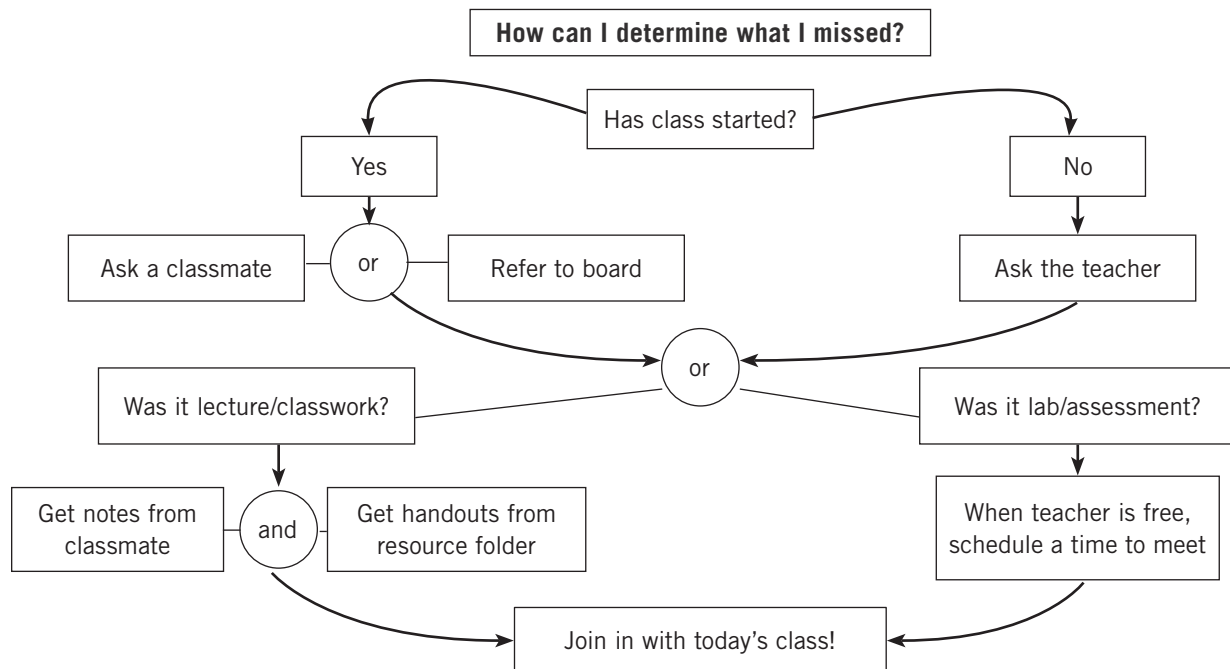 How can I determine what I missed?
Has class started?
Yes
No
Ask a classmate
or
Refer to board
Ask the teacher
or
Was it lecture/classwork?
Was it lab/assessment?
Get notes from
classmate
and
Get handouts from
resource folder
When teacher is free,
schedule a time to meet
Join in with today’s class!